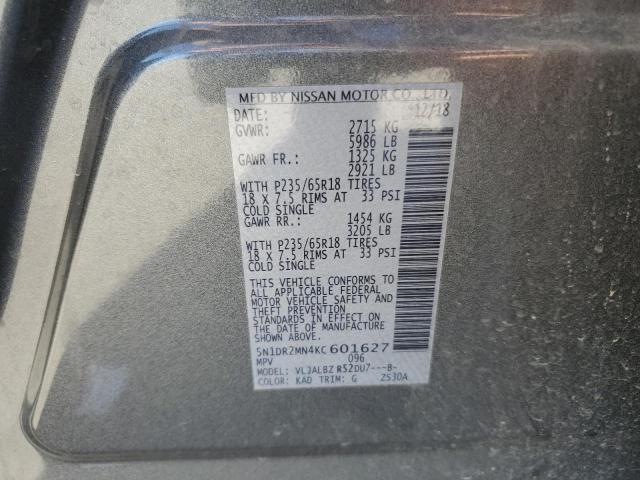 MFD BY NISSAN MOTOR CO., LTD.
DATE: 12/18
GVWR: 2715 KG
5986 LB
GAWR FR.: 1325 KG
2921 LB
WITH P235/65R18 TIRES
18 X 7.5 RIMS AT 33 PSI
COLD SINGLE
GAWR RR.: 1454 KG
3205 LB
WITH P235/65R18 TIRES
18 X 7.5 RIMS AT 33 PSI
COLD SINGLE
THIS VEHICLE CONFORMS TO
ALL APPLICABLE FEDERAL
MOTOR VEHICLE SAFETY AND
THEFT PREVENTION
STANDARDS IN EFFECT ON
THE DATE OF MANUFACTURE
SHOWN ABOVE.
5N1DR2MN4KC601627
MPV 096
MODEL: VLJALBZ R52DU7---B-
COLOR: KAD TRIM: G 2S30A